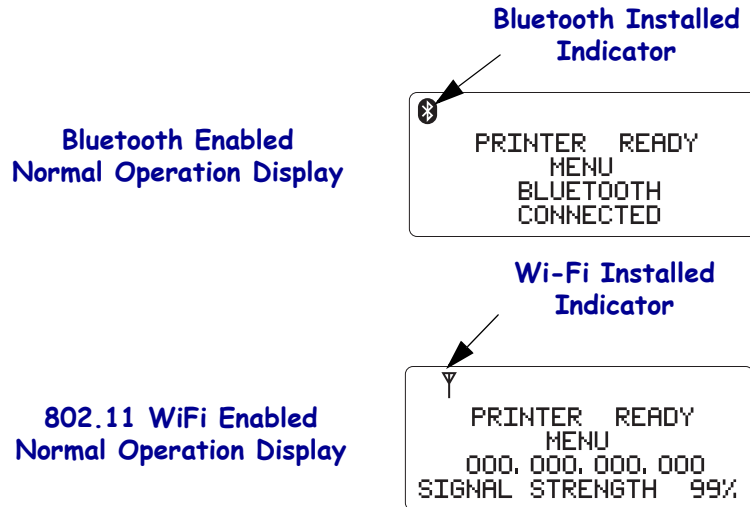 Bluetooth Installed
Indicator
Bluetooth Enabled
Normal Operation Display
PRINTER READY
MENU
BLUETOOTH
CONNECTED
Wi-Fi Installed
Indicator
802.11 WiFi Enabled
Normal Operation Display
PRINTER READY
MENU
000. 000. 000. 000
SIGNAL STRENGTH 99%